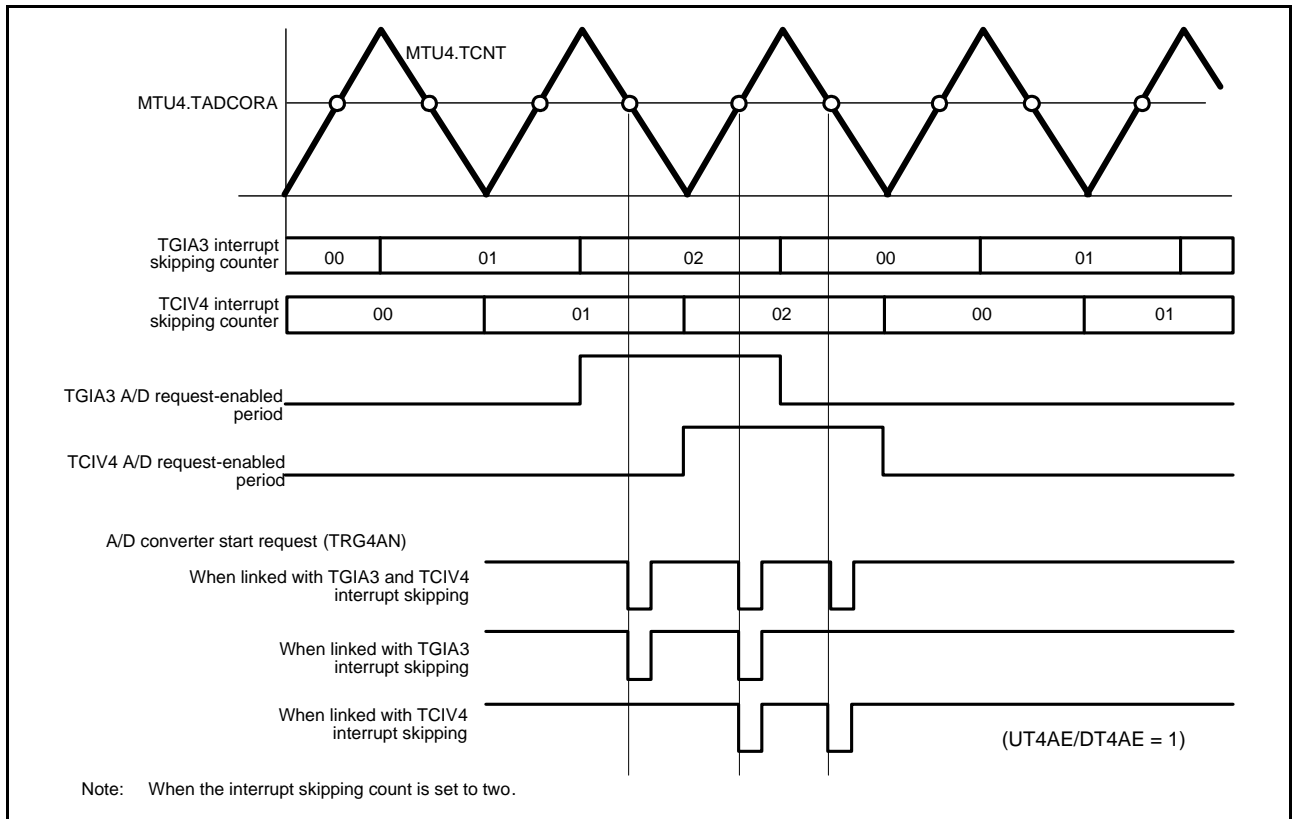 MTU4.TCNT
MTU4.TADCORA
TGIA3 interrupt
skipping counter
00 01 02 00 01
TCIV4 interrupt
skipping counter
00 01 02 00 01
TGIA3 A/D request-enabled
period
TCIV4 A/D request-enabled
period
A/D converter start request (TRG4AN)
When linked with TGIA3 and TCIV4
interrupt skipping
When linked with TGIA3
interrupt skipping
When linked with TCIV4
interrupt skipping
(UT4AE/DT4AE = 1)
Note: When the interrupt skipping count is set to two.